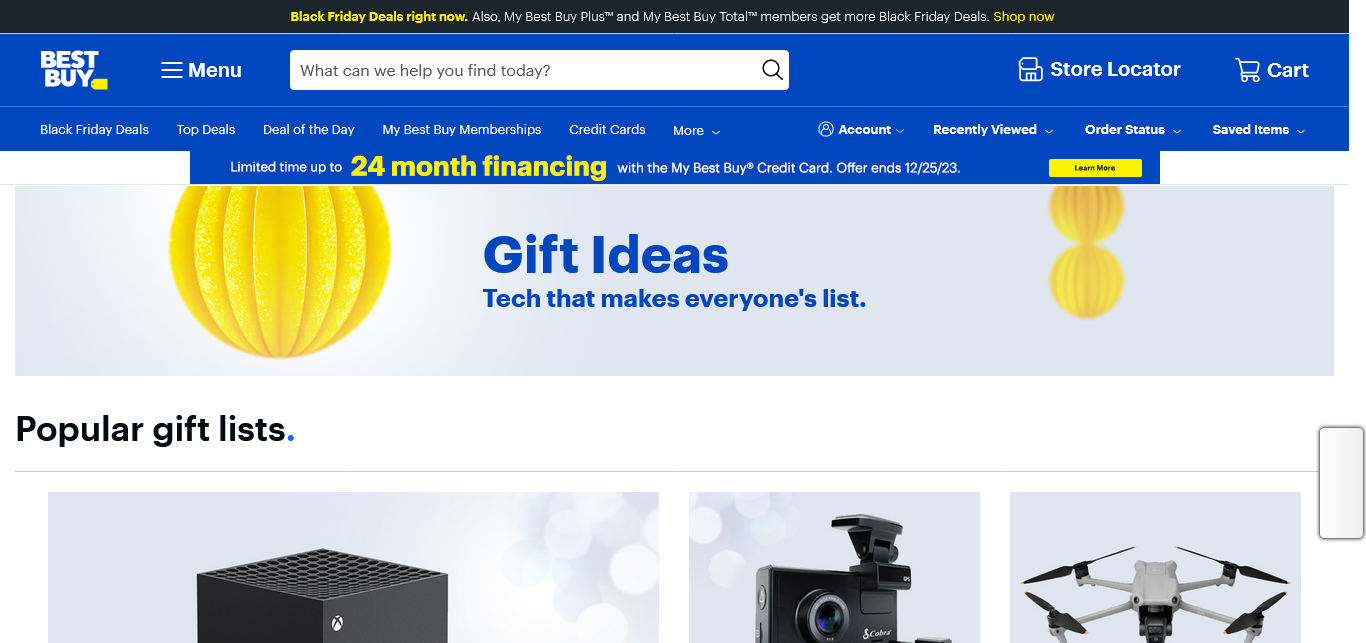 Black Friday Deals right now. Also, My Best Buy Plus™ and My Best Buy Total™ members get more Black Friday Deals. Shop now
BEST
BUY
Menu
What can we help you find today?
Store Locator
Cart
Black Friday Deals
Top Deals
Deal of the Day
My Best Buy Memberships
Credit Cards
More
Account
Recently Viewed
Order Status
Saved Items
Limited time up to 24 month financing with the My Best Buy® Credit Card. Offer ends 12/25/23.
Learn More
Gift Ideas
Tech that makes everyone's list.
Popular gift lists.
GPS
Cobra